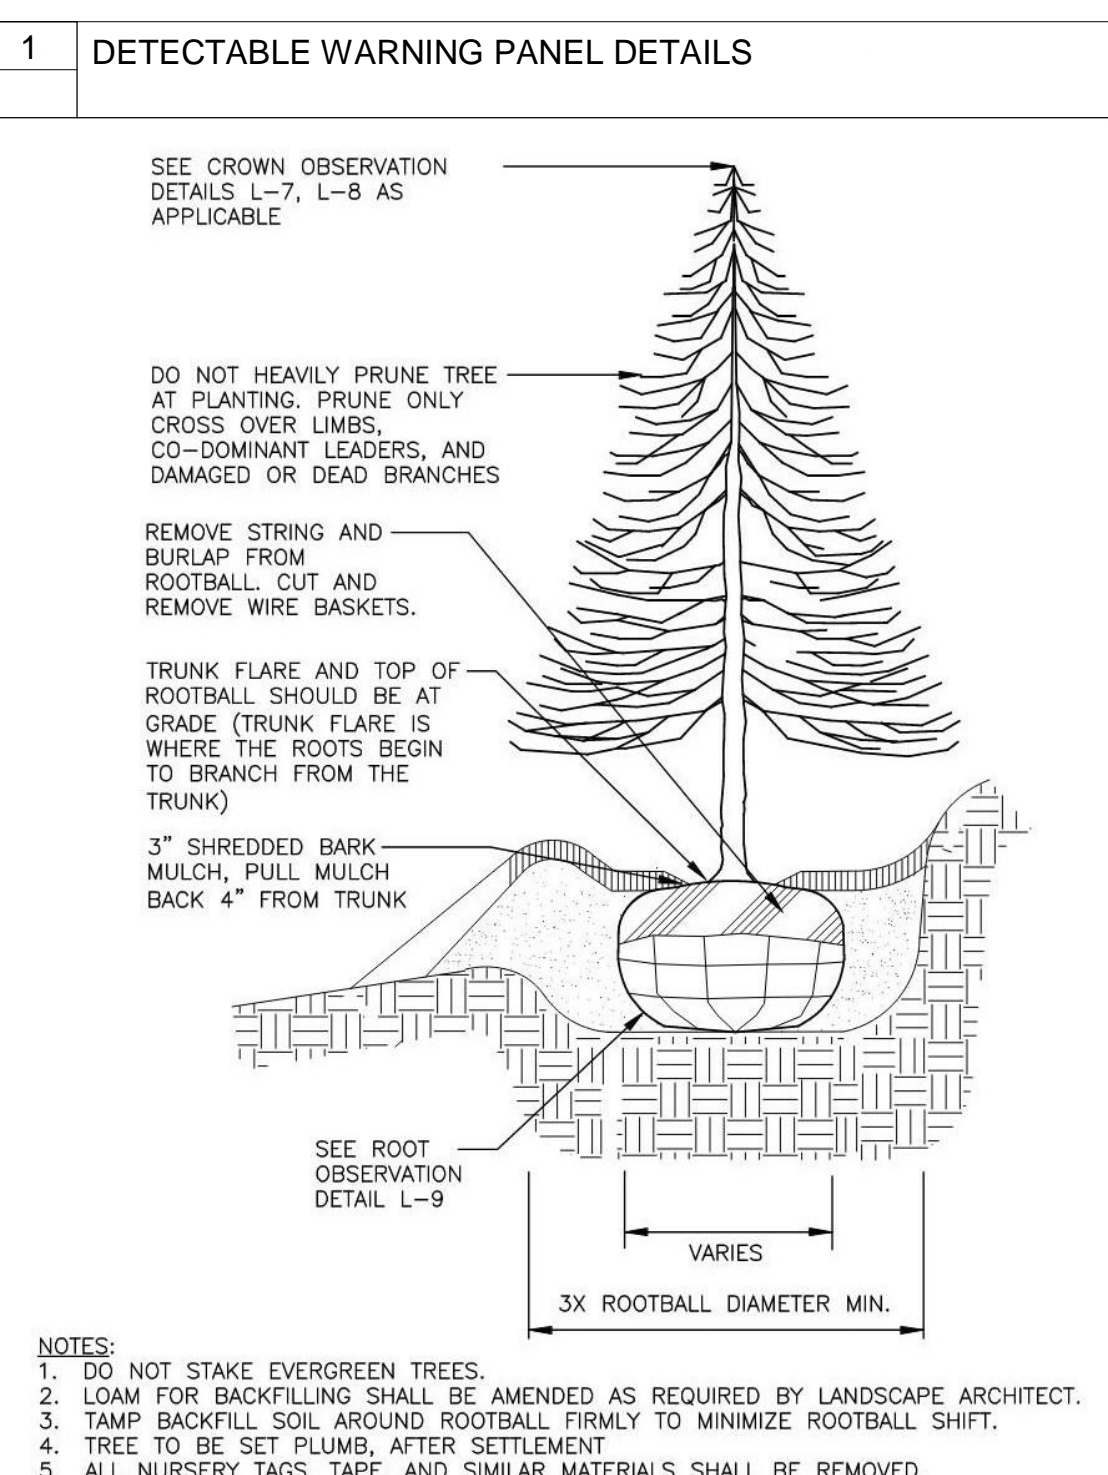 1
DETECTABLE WARNING PANEL DETAILS
SEE CROWN OBSERVATION
DETAILS L-7, L-8 AS
APPLICABLE
DO NOT HEAVILY PRUNE TREE
AT PLANTING. PRUNE ONLY
CROSS OVER LIMBS,
CO-DOMINANT LEADERS, AND
DAMAGED OR DEAD BRANCHES
REMOVE STRING AND
BURLAP FROM
ROOTBALL. CUT AND
REMOVE WIRE BASKETS.
TRUNK FLARE AND TOP OF
ROOTBALL SHOULD BE AT
GRADE (TRUNK FLARE IS
WHERE THE ROOTS BEGIN
TO BRANCH FROM THE
TRUNK)
3" SHREDDED BARK
MULCH, PULL MULCH
BACK 4" FROM TRUNK
SEE ROOT
OBSERVATION
DETAIL L-9
VARIES
3X ROOTBALL DIAMETER MIN.
NOTES:
1. DO NOT STAKE EVERGREEN TREES.
2. LOAM FOR BACKFILLING SHALL BE AMENDED AS REQUIRED BY LANDSCAPE ARCHITECT.
3. TAMP BACKFILL SOIL AROUND ROOTBALL FIRMLY TO MINIMIZE ROOTBALL SHIFT.
4. TREE TO BE SET PLUMB, AFTER SETTLEMENT
5. ALL NURSERY TAGS, TAPE, AND SIMILAR MATERIALS SHALL BE REMOVED